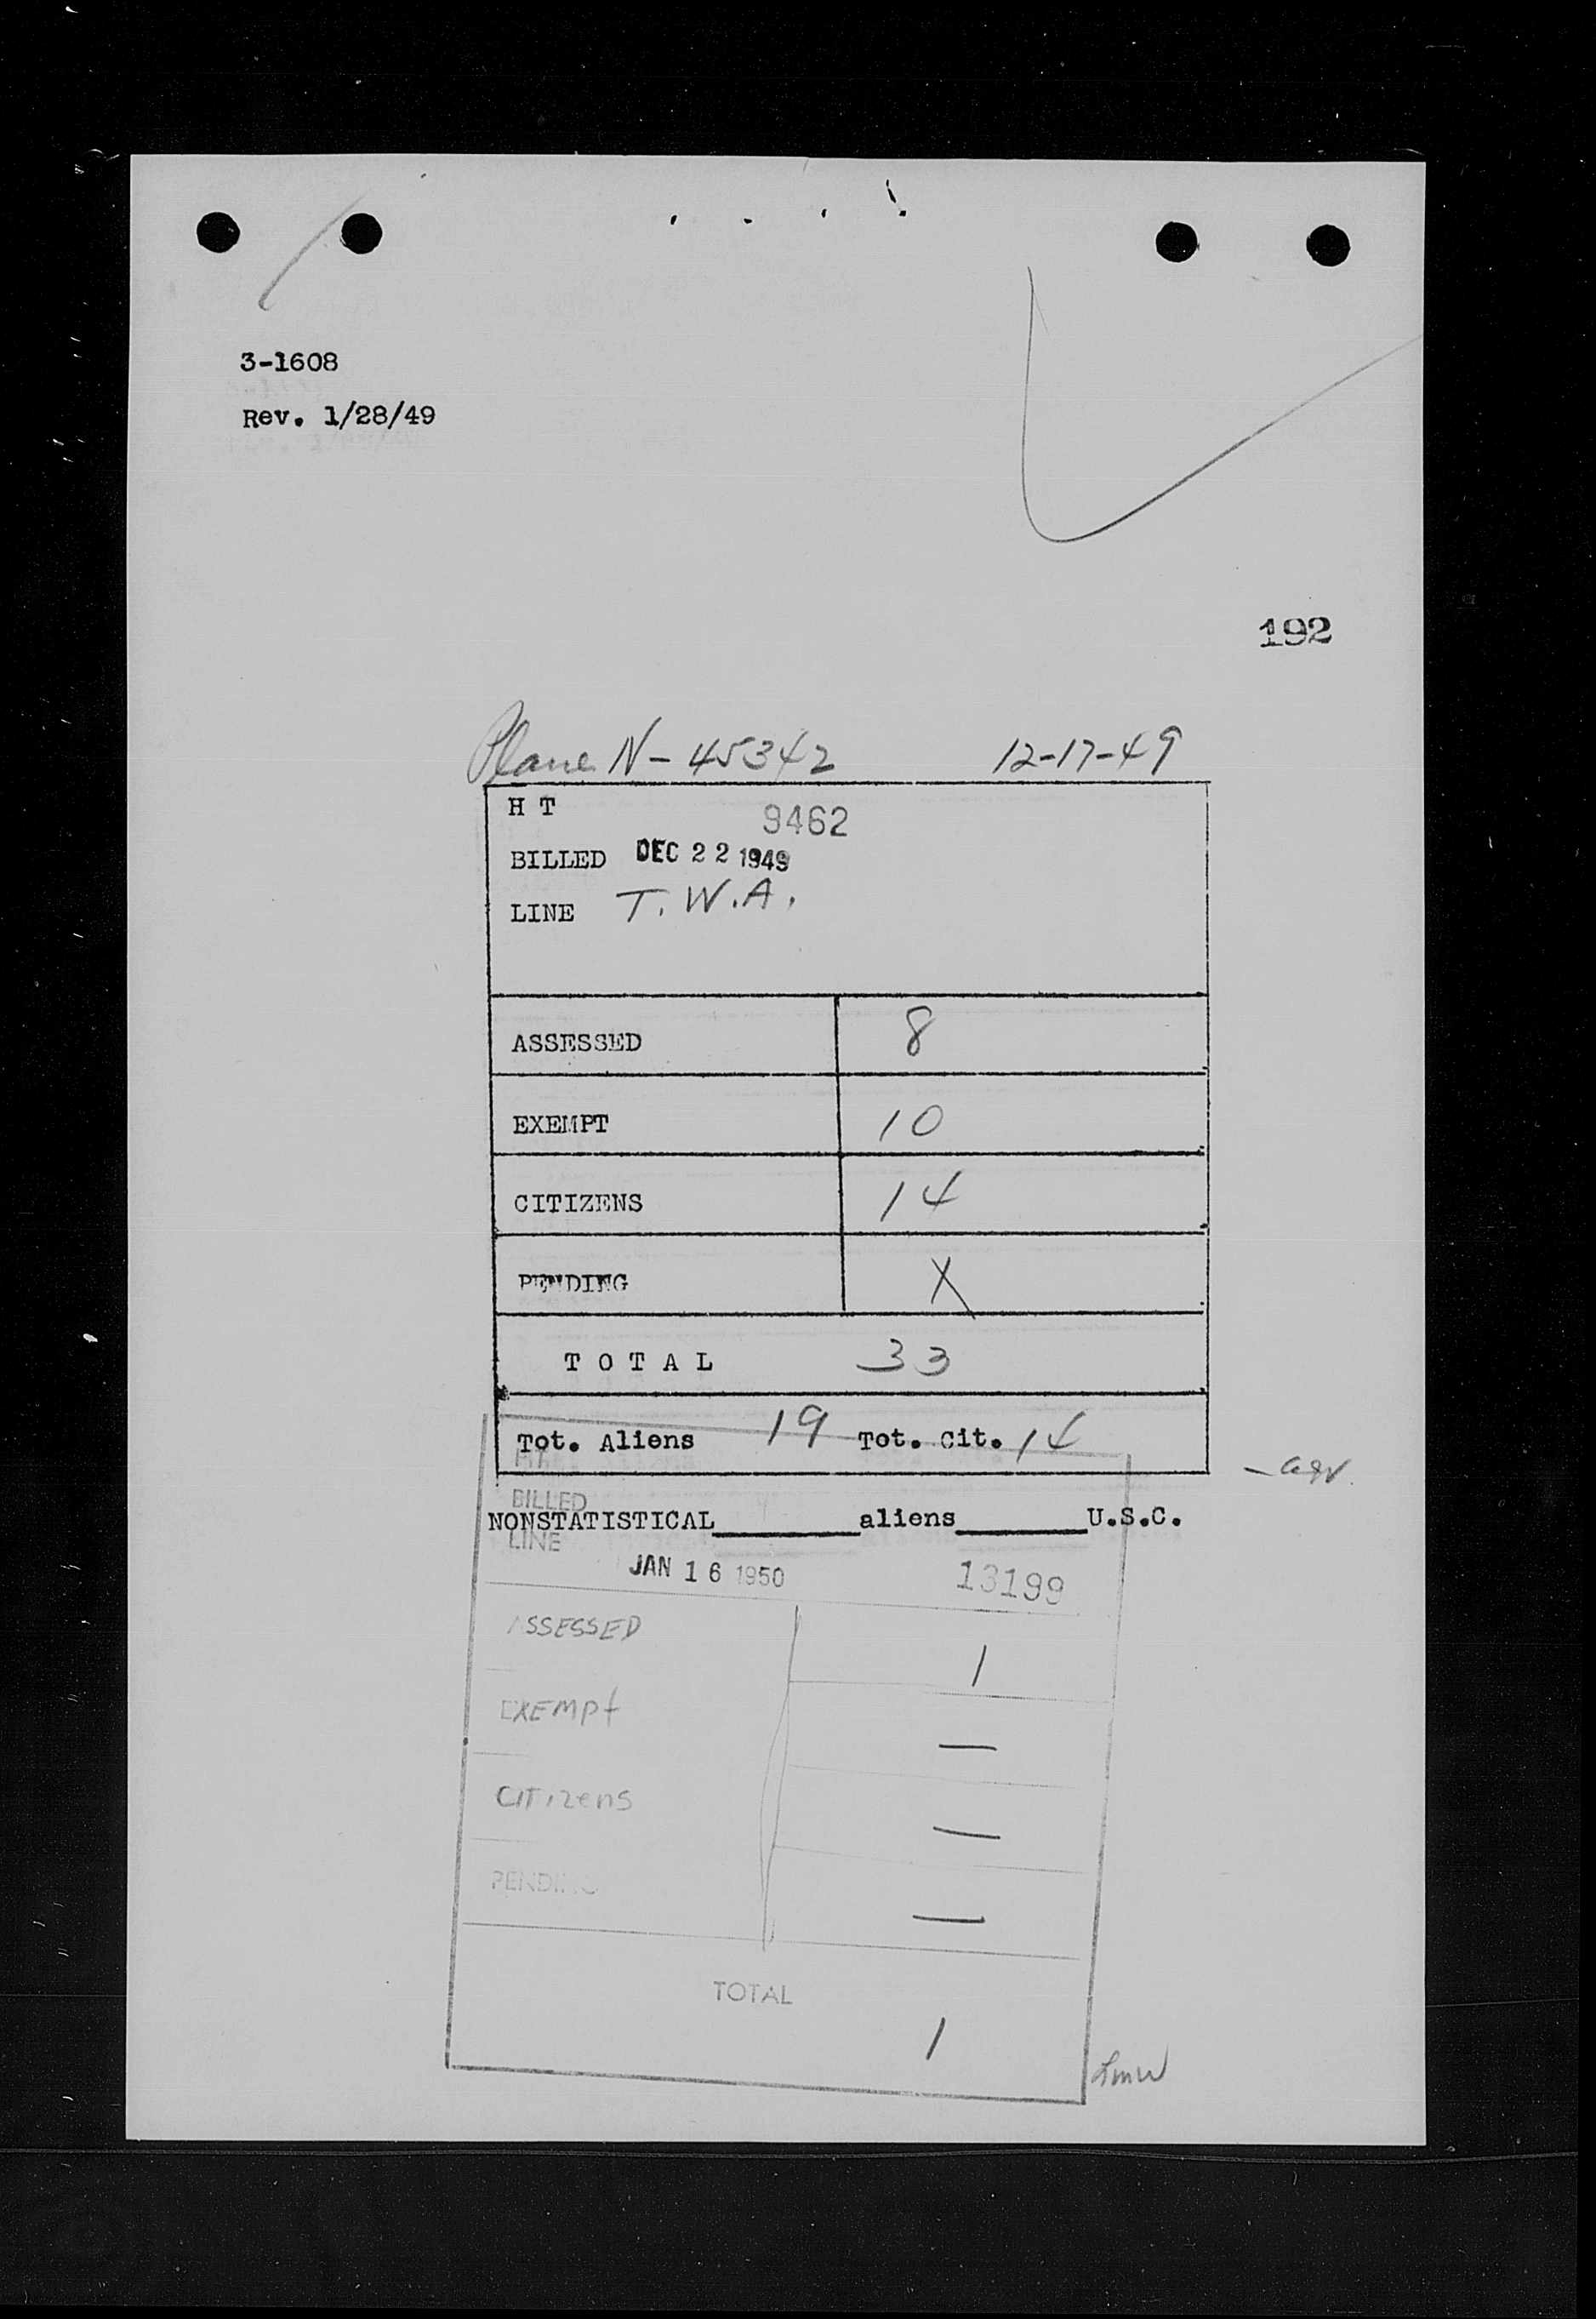 3-1608
Rev. 1/28/49
192
Plane N-45342 12-17-49
H T 9462
BILLED DEC 22 1949
LINE T.W.A.
ASSESSED 8
EXEMPT 10
CITIZENS 14
PENDING X
TOTAL 33
Tot. Aliens 19 Tot. Cit. 14
BILLED
NONSTATISTICAL aliens U.S.C.
LINE
JAN 16 1950 13199
ASSESSED 1
EXEMPt —
CITizens —
PENDING —
TOTAL
1